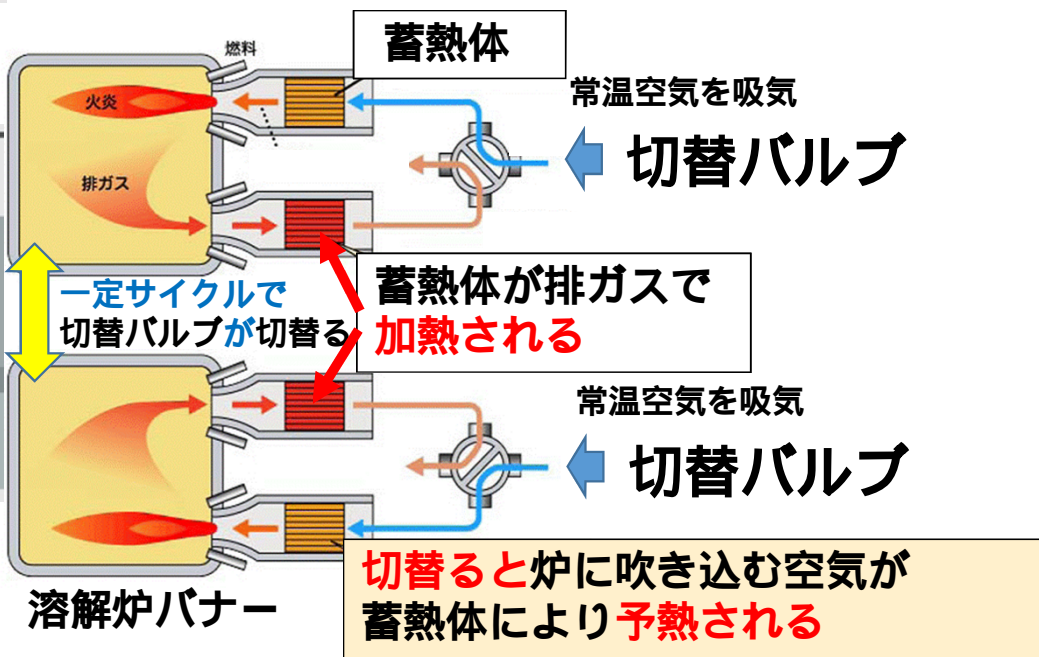 燃料
蓄熱体
火炎
常温空気を吸気
切替バルブ
排ガス
蓄熱体が排ガスで
加熱される
一定サイクルで
切替バルブが切替る
常温空気を吸気
切替バルブ
切替ると炉に吹き込む空気が
蓄熱体により予熱される
溶解炉バナー